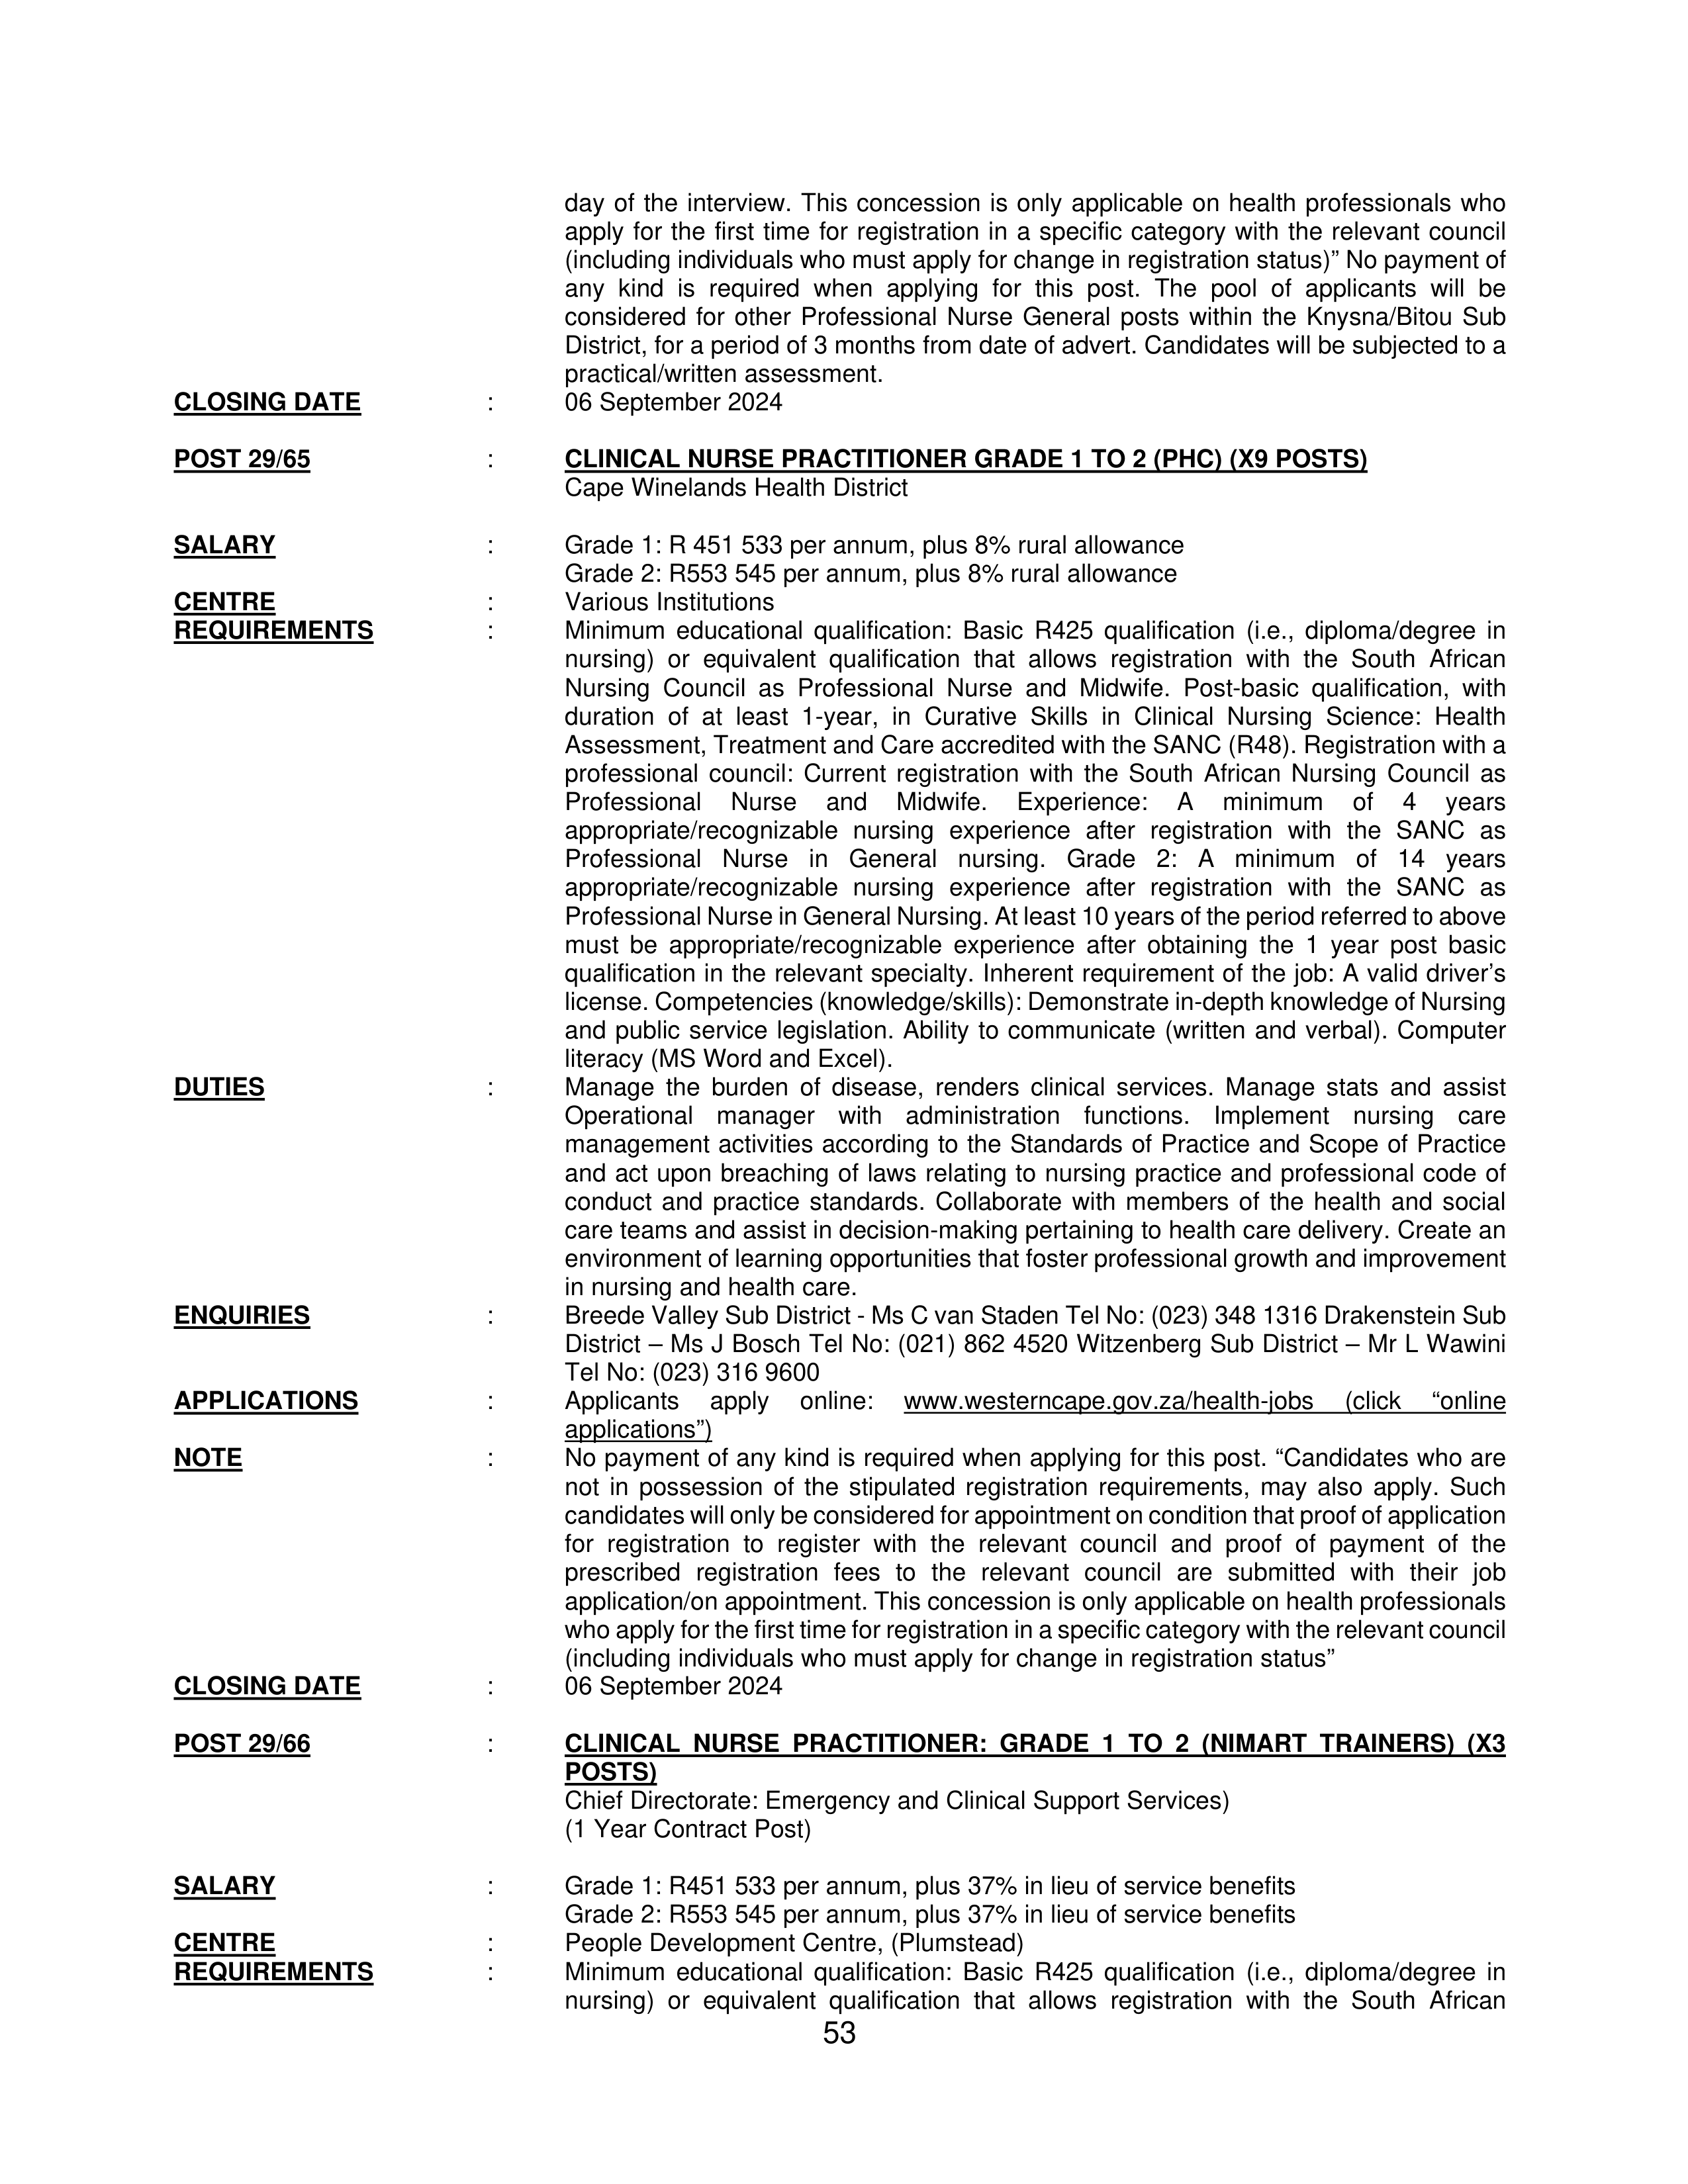 day of the interview. This concession is only applicable on health professionals who
apply for the first time for registration in a specific category with the relevant council
(including individuals who must apply for change in registration status)” No payment of
any kind is required when applying for this post. The pool of applicants will be
considered for other Professional Nurse General posts within the Knysna/Bitou Sub
District, for a period of 3 months from date of advert. Candidates will be subjected to a
practical/written assessment.
CLOSING DATE : 06 September 2024
POST 29/65 : CLINICAL NURSE PRACTITIONER GRADE 1 TO 2 (PHC) (X9 POSTS)
Cape Winelands Health District
SALARY : Grade 1: R 451 533 per annum, plus 8% rural allowance
Grade 2: R553 545 per annum, plus 8% rural allowance
CENTRE : Various Institutions
REQUIREMENTS : Minimum educational qualification: Basic R425 qualification (i.e., diploma/degree in
nursing) or equivalent qualification that allows registration with the South African
Nursing Council as Professional Nurse and Midwife. Post-basic qualification, with
duration of at least 1-year, in Curative Skills in Clinical Nursing Science: Health
Assessment, Treatment and Care accredited with the SANC (R48). Registration with a
professional council: Current registration with the South African Nursing Council as
Professional Nurse and Midwife. Experience: A minimum of 4 years
appropriate/recognizable nursing experience after registration with the SANC as
Professional Nurse in General nursing. Grade 2: A minimum of 14 years
appropriate/recognizable nursing experience after registration with the SANC as
Professional Nurse in General Nursing. At least 10 years of the period referred to above
must be appropriate/recognizable experience after obtaining the 1 year post basic
qualification in the relevant specialty. Inherent requirement of the job: A valid driver’s
license. Competencies (knowledge/skills): Demonstrate in-depth knowledge of Nursing
and public service legislation. Ability to communicate (written and verbal). Computer
literacy (MS Word and Excel).
DUTIES : Manage the burden of disease, renders clinical services. Manage stats and assist
Operational manager with administration functions. Implement nursing care
management activities according to the Standards of Practice and Scope of Practice
and act upon breaching of laws relating to nursing practice and professional code of
conduct and practice standards. Collaborate with members of the health and social
care teams and assist in decision-making pertaining to health care delivery. Create an
environment of learning opportunities that foster professional growth and improvement
in nursing and health care.
ENQUIRIES : Breede Valley Sub District - Ms C van Staden Tel No: (023) 348 1316 Drakenstein Sub
District – Ms J Bosch Tel No: (021) 862 4520 Witzenberg Sub District – Mr L Wawini
Tel No: (023) 316 9600
APPLICATIONS : Applicants apply online: www.westerncape.gov.za/health-jobs (click “online
applications”)
NOTE : No payment of any kind is required when applying for this post. “Candidates who are
not in possession of the stipulated registration requirements, may also apply. Such
candidates will only be considered for appointment on condition that proof of application
for registration to register with the relevant council and proof of payment of the
prescribed registration fees to the relevant council are submitted with their job
application/on appointment. This concession is only applicable on health professionals
who apply for the first time for registration in a specific category with the relevant council
(including individuals who must apply for change in registration status”
CLOSING DATE : 06 September 2024
POST 29/66 : CLINICAL NURSE PRACTITIONER: GRADE 1 TO 2 (NIMART TRAINERS) (X3
POSTS)
Chief Directorate: Emergency and Clinical Support Services)
(1 Year Contract Post)
SALARY : Grade 1: R451 533 per annum, plus 37% in lieu of service benefits
Grade 2: R553 545 per annum, plus 37% in lieu of service benefits
CENTRE : People Development Centre, (Plumstead)
REQUIREMENTS : Minimum educational qualification: Basic R425 qualification (i.e., diploma/degree in
nursing) or equivalent qualification that allows registration with the South African
53